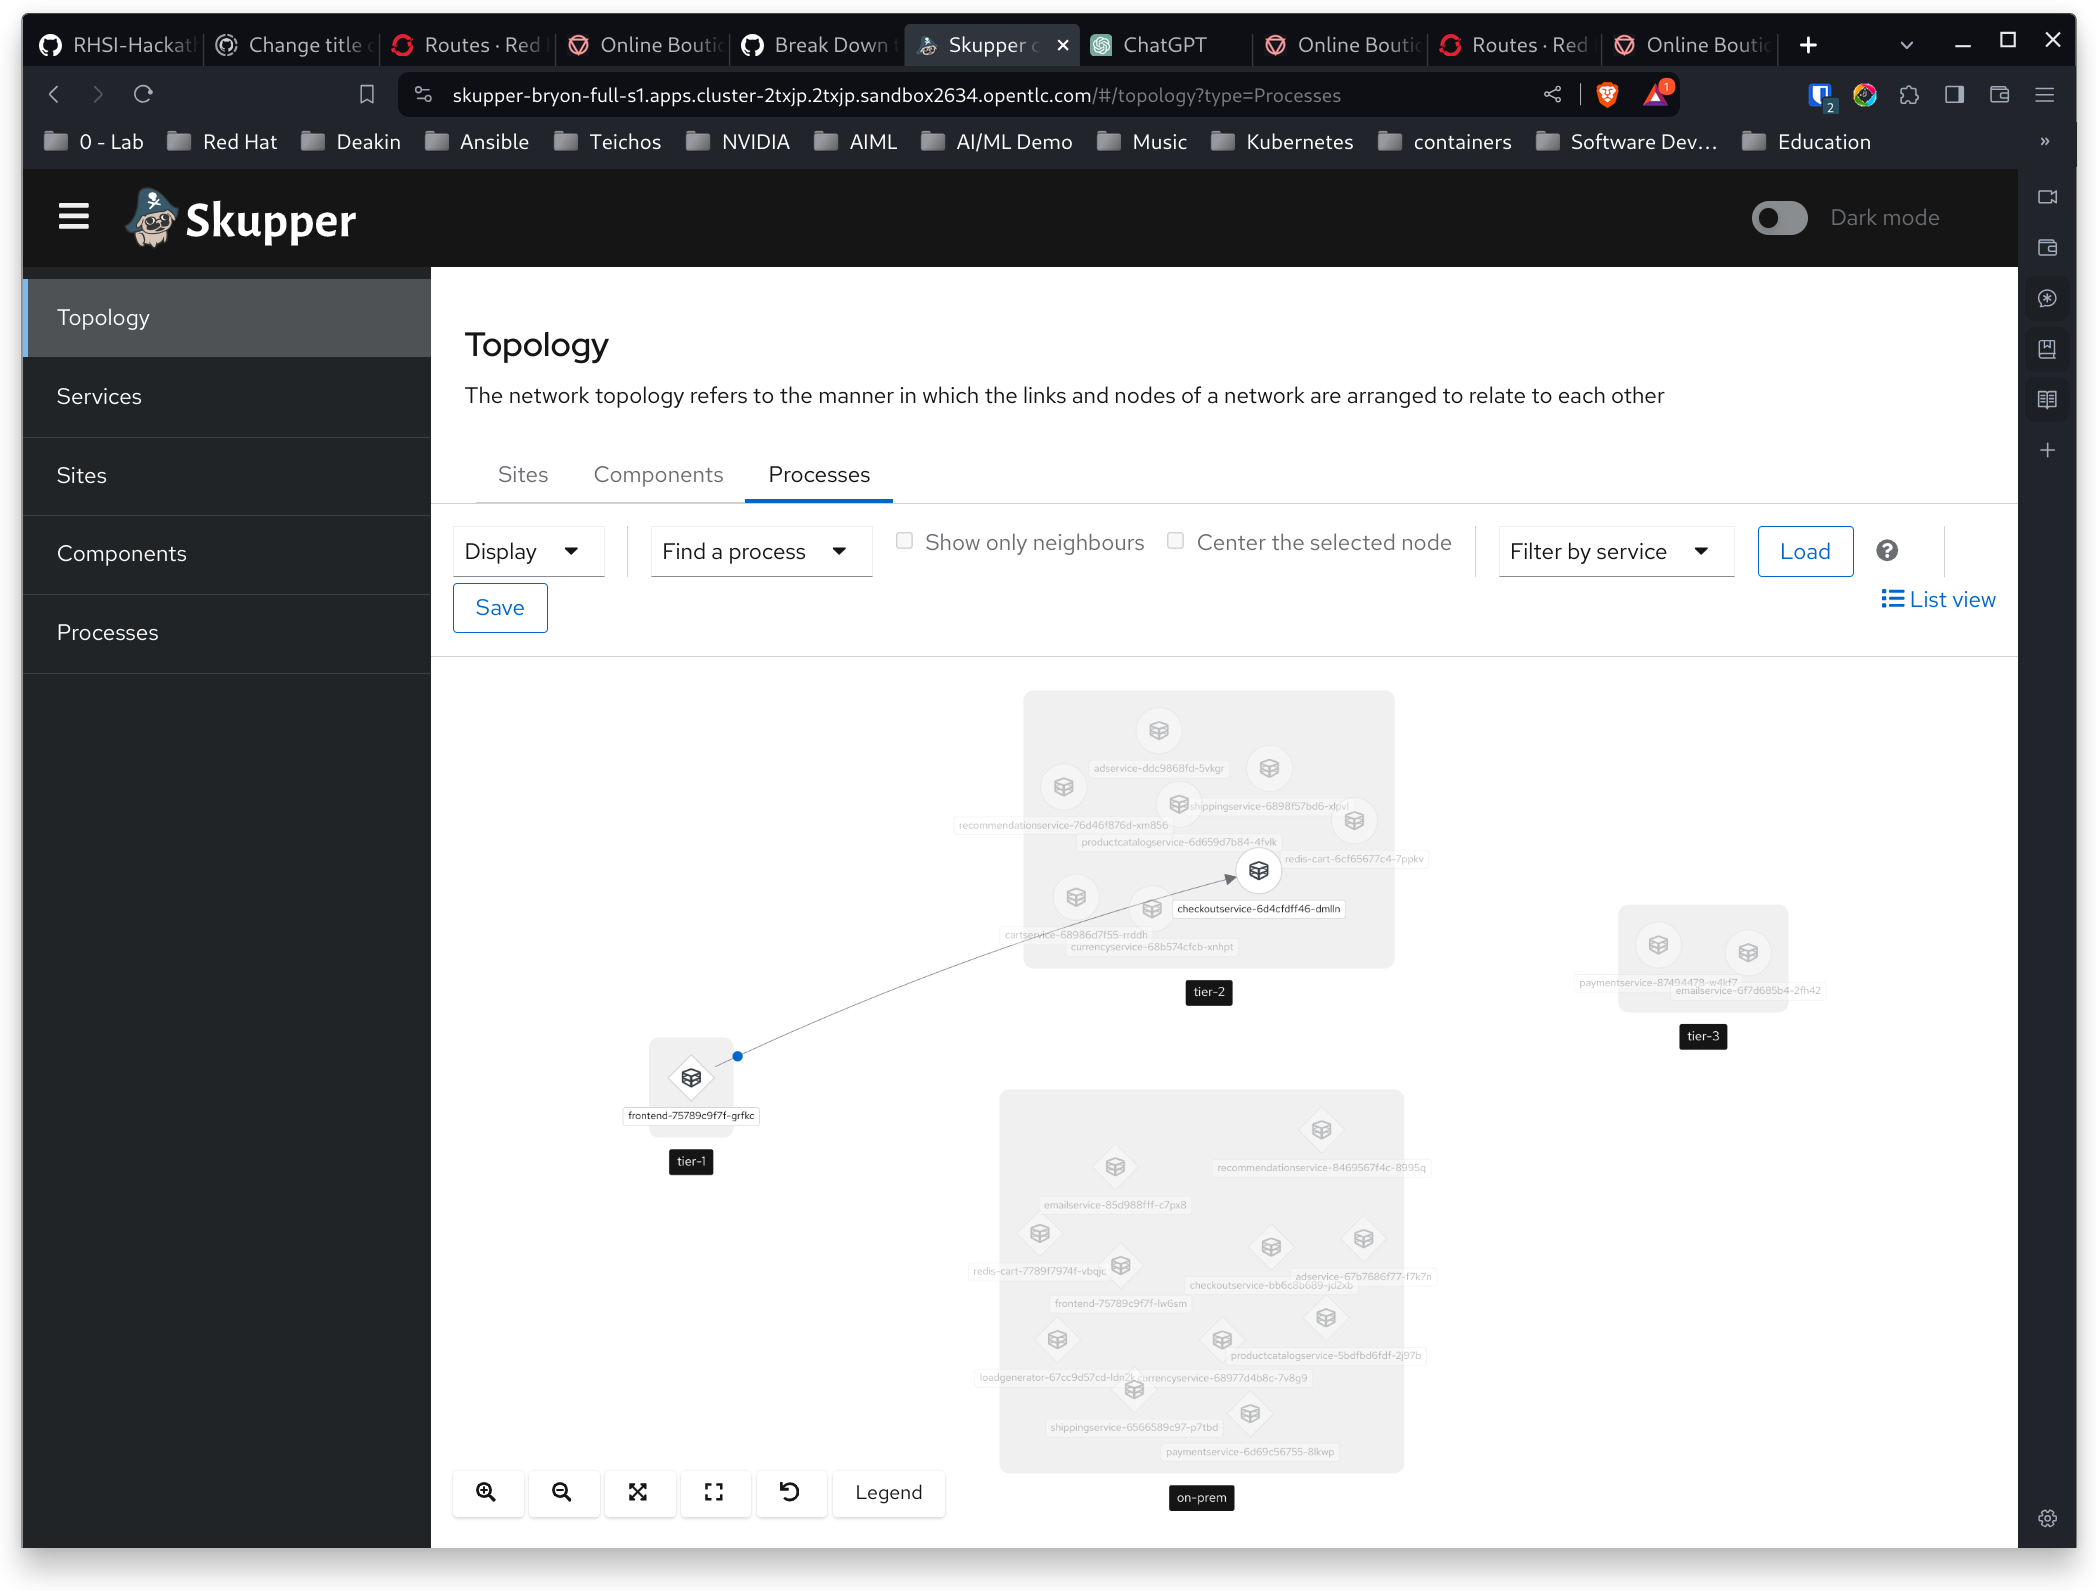 RHSI-Hackat
Change title
Routes · Red
Online Boutic
Break Down
Skupper
ChatGPT
Online Boutic
Routes · Red
Online Boutic
skupper-bryon-full-s1.apps.cluster-2txjp.2txjp.sandbox2634.opentlc.com/#/topology?type=Processes
1
2
0 - Lab
Red Hat
Deakin
Ansible
Teichos
NVIDIA
AIML
AI/ML Demo
Music
Kubernetes
containers
Software Dev...
Education
»
Skupper
Dark mode
Topology
Services
Sites
Components
Processes
Topology
The network topology refers to the manner in which the links and nodes of a network are arranged to relate to each other
Sites
Components
Processes
Display
Find a process
Show only neighbours
Center the selected node
Filter by service
Load
Save
List view
adservice-ddc9868fd-5vkgr
shippingservice-6898f57bd6-xlpvl
recommendationservice-76d46f876d-xm856
productcatalogservice-6d659d7b84-4fvlk
redis-cart-6cf65677c4-7ppkv
checkoutservice-6d4cfdff46-dmlln
cartservice-68986d7f55-rrddh
currencyservice-68b574cfcb-xnhpt
tier-2
paymentservice-87494478-w4kf7
emailservice-6f7d685b4-2fh42
tier-3
frontend-75789c9f7f-grfkc
tier-1
recommendationservice-8469567f4c-8995q
emailservice-85d988fff-c7px8
redis-cart-7789f7974f-vbqjc
adservice-67b7686f77-f7k7n
checkoutservice-bb6c8b689-jd2xb
frontend-75789c9f7f-lw6sm
productcatalogservice-5bdfbd6fdf-2j97b
loadgenerator-67cc9d57cd-ldn2
currencyservice-68977d4b8c-7v8g9
shippingservice-6566589c97-p7tbd
paymentservice-6d69c56755-8lkwp
on-prem
Legend